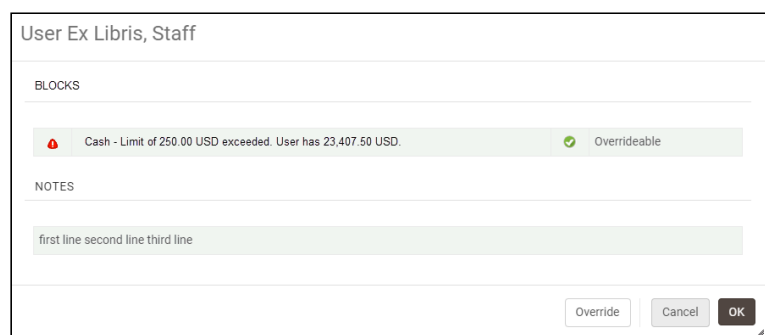 User Ex Libris, Staff
BLOCKS
Cash - Limit of 250.00 USD exceeded. User has 23,407.50 USD. Overrideable
NOTES
first line second line third line
Override Cancel OK